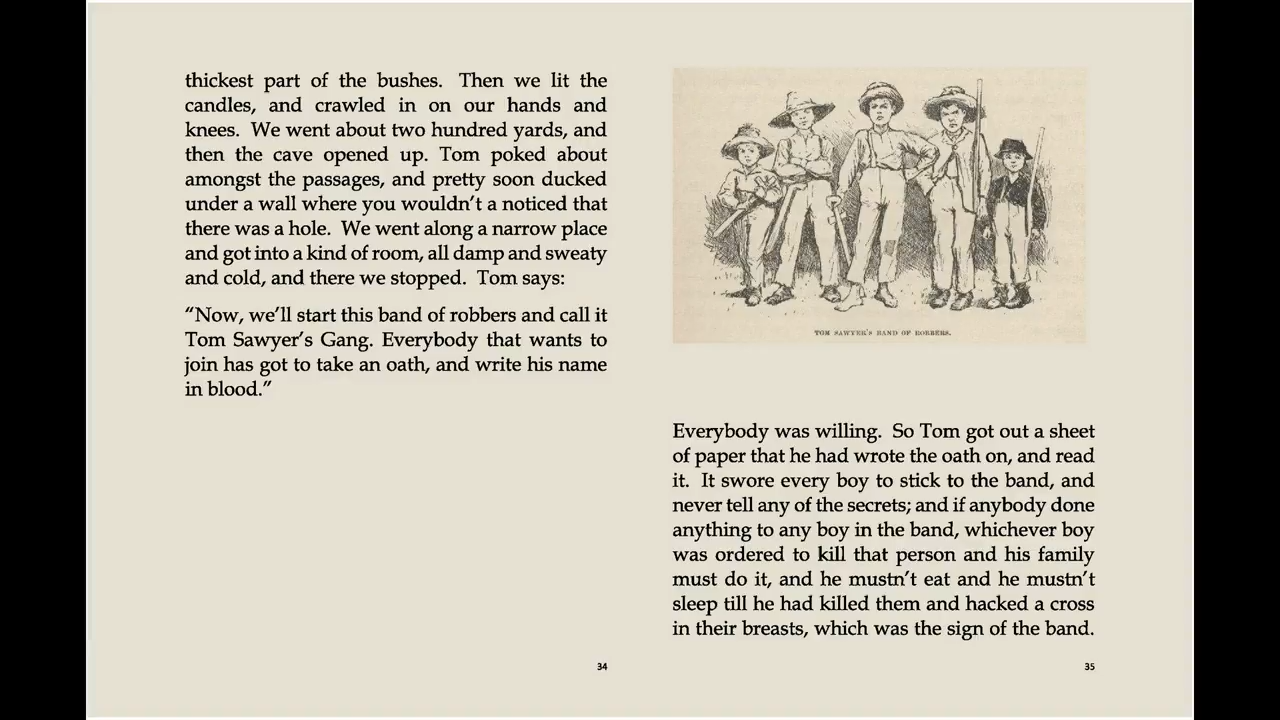 thickest part of the bushes. Then we lit the
candles, and crawled in on our hands and
knees. We went about two hundred yards, and
then the cave opened up. Tom poked about
amongst the passages, and pretty soon ducked
under a wall where you wouldn’t a noticed that
there was a hole. We went along a narrow place
and got into a kind of room, all damp and sweaty
and cold, and there we stopped. Tom says:
“Now, we’ll start this band of robbers and call it
Tom Sawyer’s Gang. Everybody that wants to
join has got to take an oath, and write his name
in blood.”
34
TOM SAWYER'S BAND OF ROBBERS.
Everybody was willing. So Tom got out a sheet
of paper that he had wrote the oath on, and read
it. It swore every boy to stick to the band, and
never tell any of the secrets; and if anybody done
anything to any boy in the band, whichever boy
was ordered to kill that person and his family
must do it, and he mustn’t eat and he mustn’t
sleep till he had killed them and hacked a cross
in their breasts, which was the sign of the band.
35